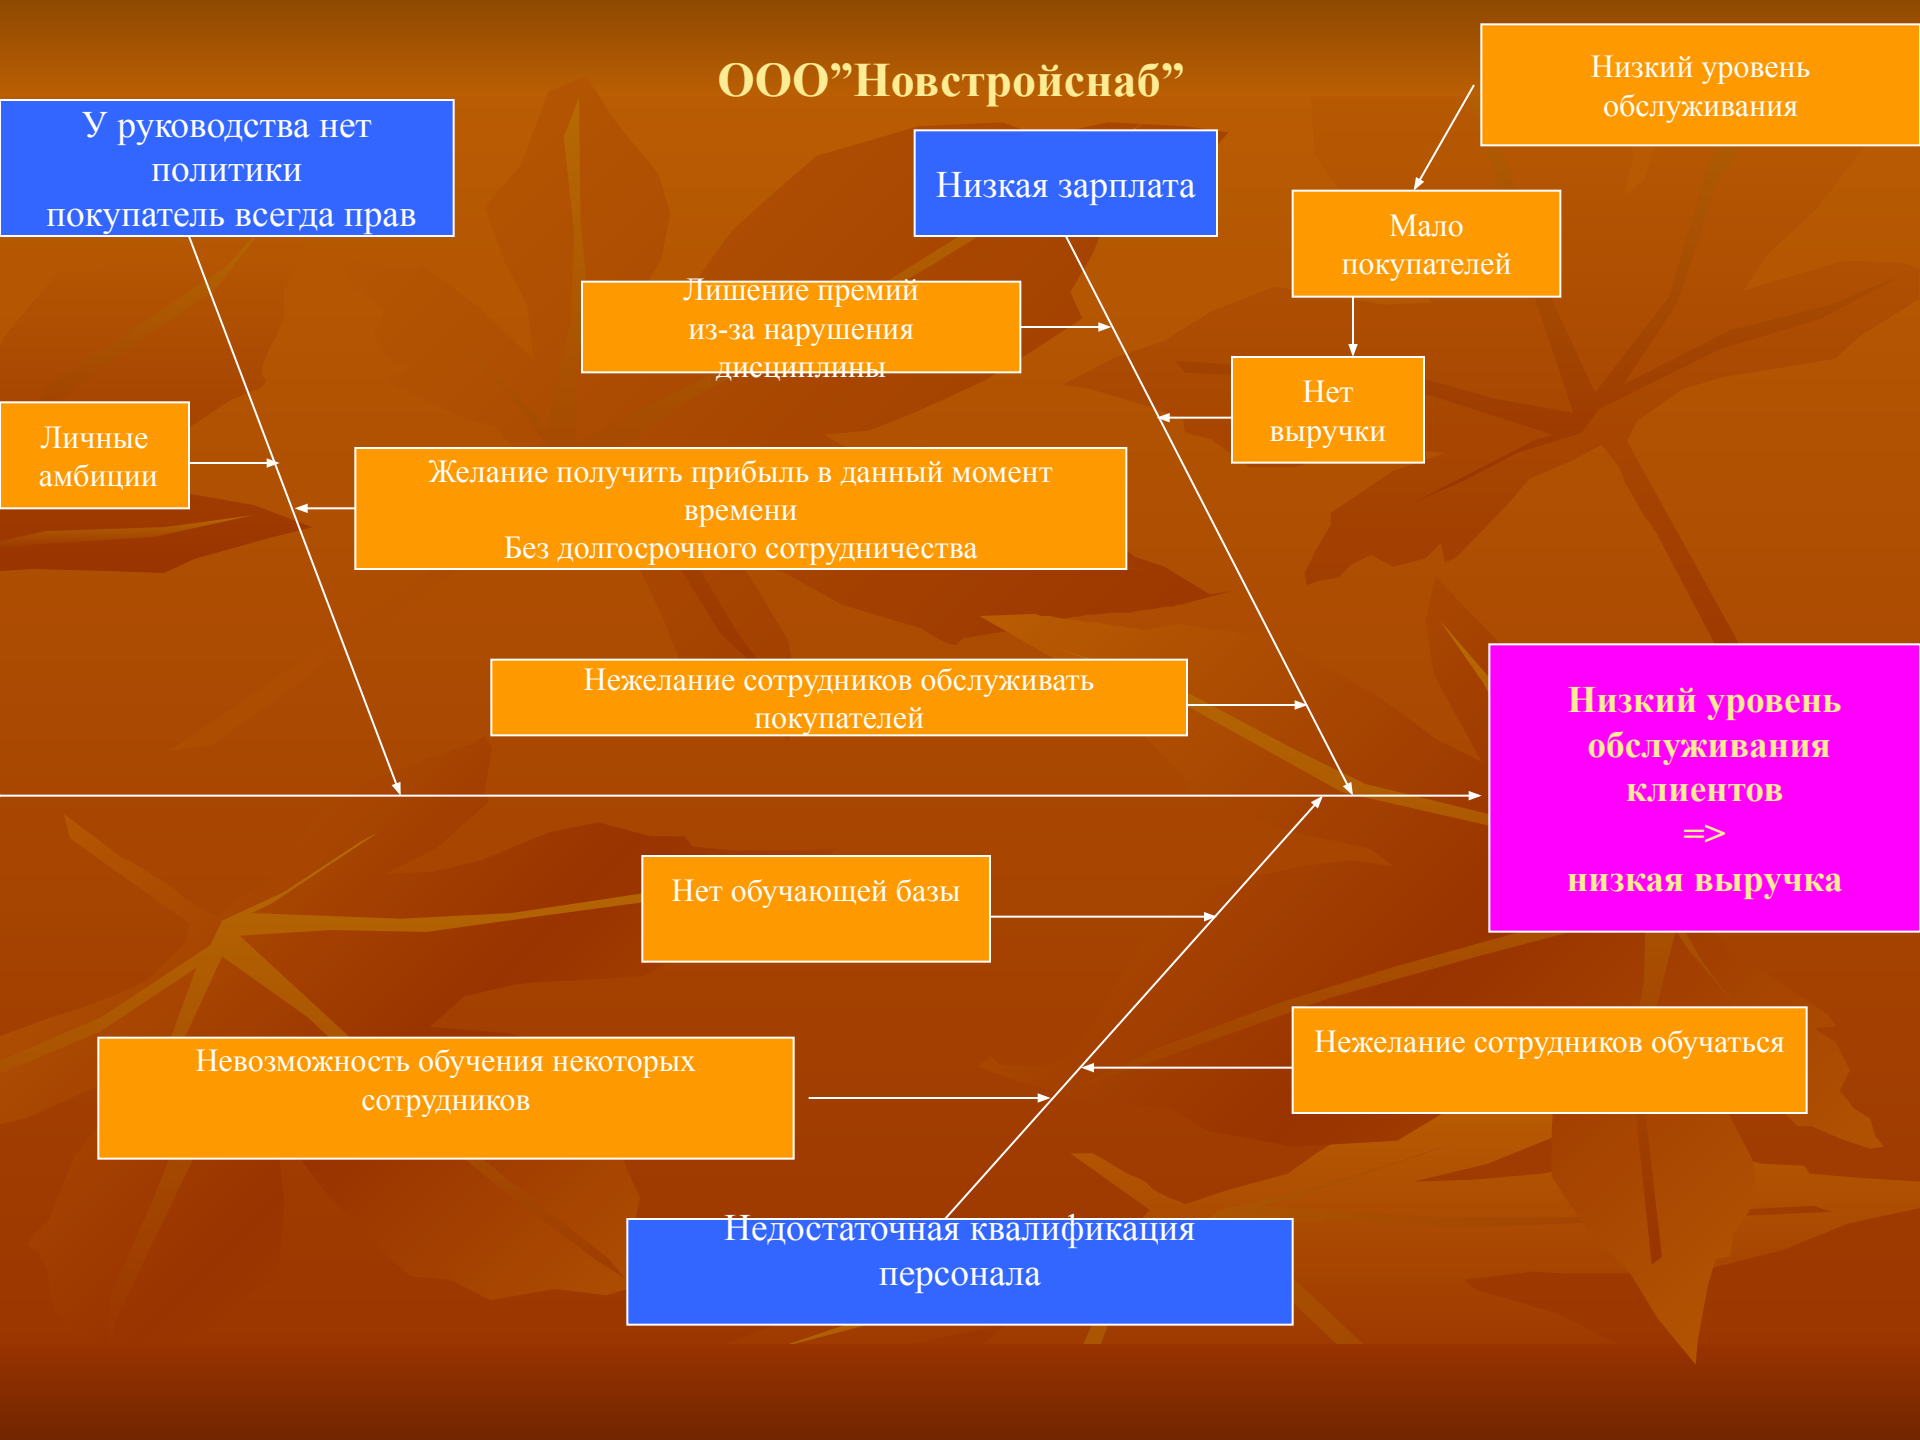 ООО”Новстройснаб”
Низкий уровень
обслуживания
У руководства нет
политики
покупатель всегда прав
Низкая зарплата
Мало
покупателей
Лишение премий
из-за нарушения
дисциплины
Нет
выручки
Личные
амбиции
Желание получить прибыль в данный момент
времени
Без долгосрочного сотрудничества
Нежелание сотрудников обслуживать
покупателей
Низкий уровень
обслуживания
клиентов
=>
низкая выручка
Нет обучающей базы
Нежелание сотрудников обучаться
Невозможность обучения некоторых
сотрудников
Недостаточная квалификация
персонала